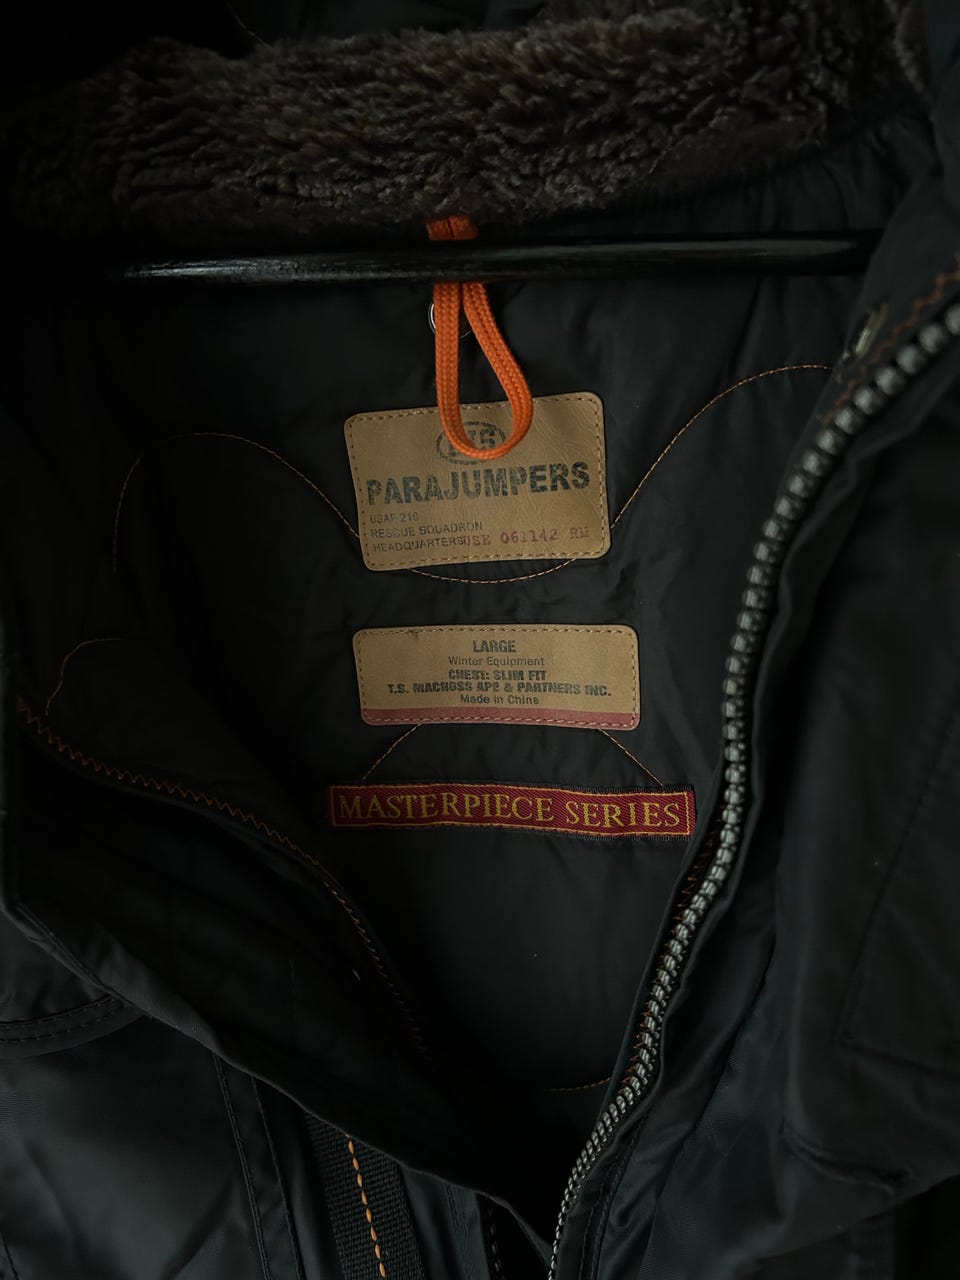 PARAJUMPERS
USAF 210
RESCUE SQUADRON
HEADQUARTERS USE 061142 RM
LARGE
Winter Equipment
CHEST: SLIM FIT
T.S. MACROSS APE & PARTNERS INC.
Made in China
MASTERPIECE SERIES